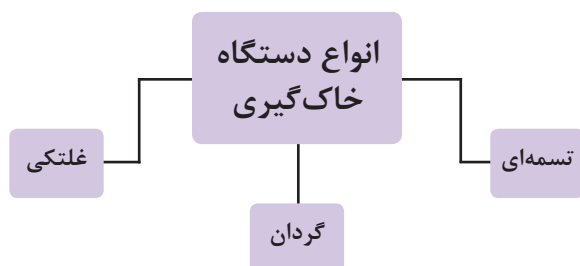 انواع دستگاه
خاک‌گیری
تسمه‌ای
غلتکی
گردان